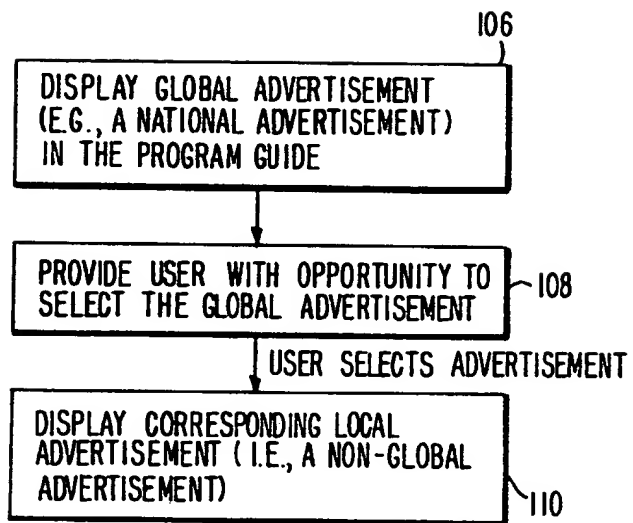 106
DISPLAY GLOBAL ADVERTISEMENT
(E.G., A NATIONAL ADVERTISEMENT)
IN THE PROGRAM GUIDE
PROVIDE USER WITH OPPORTUNITY TO
SELECT THE GLOBAL ADVERTISEMENT
108
USER SELECTS ADVERTISEMENT
DISPLAY CORRESPONDING LOCAL
ADVERTISEMENT (I.E., A NON-GLOBAL
ADVERTISEMENT)
110